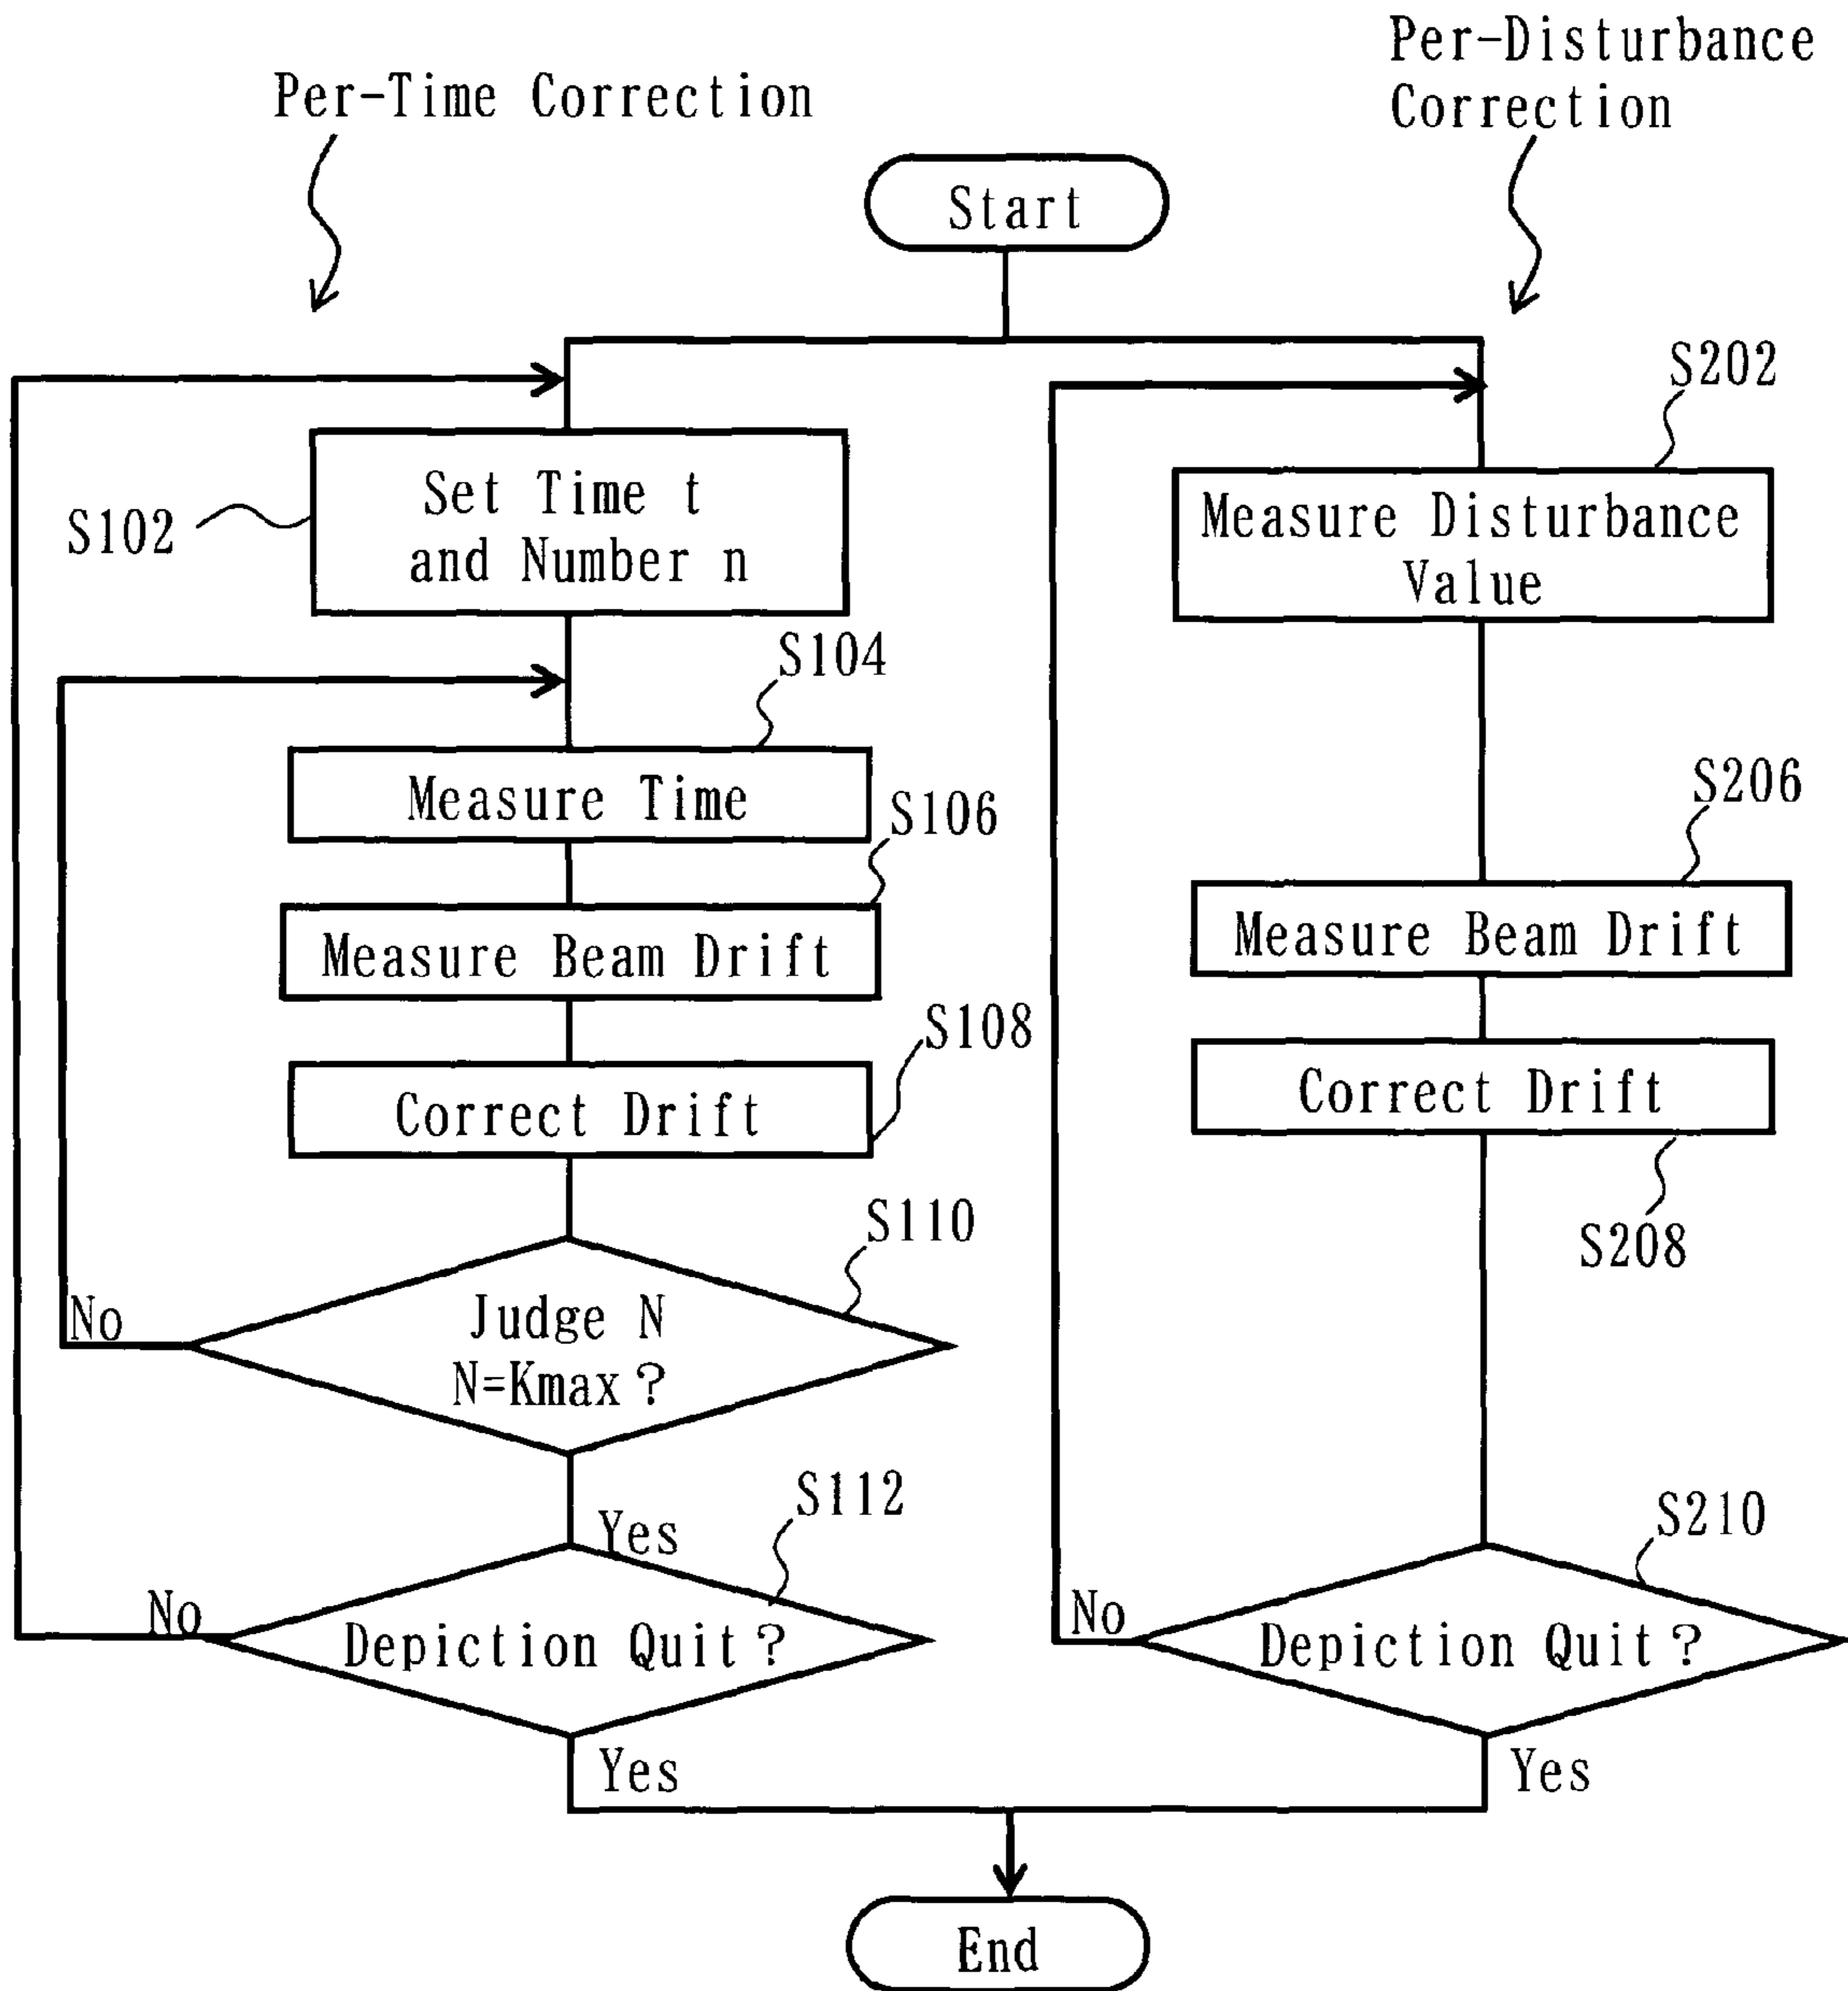 Per-Time Correction
Per-Disturbance
Correction
Start
S102
Set Time t
and Number n
S104
Measure Time
S106
Measure Beam Drift
S108
Correct Drift
S110
Judge N
N=Kmax?
No
Yes
S112
Depiction Quit?
No
Yes
S202
Measure Disturbance
Value
S206
Measure Beam Drift
Correct Drift
S208
S210
Depiction Quit?
No
Yes
End